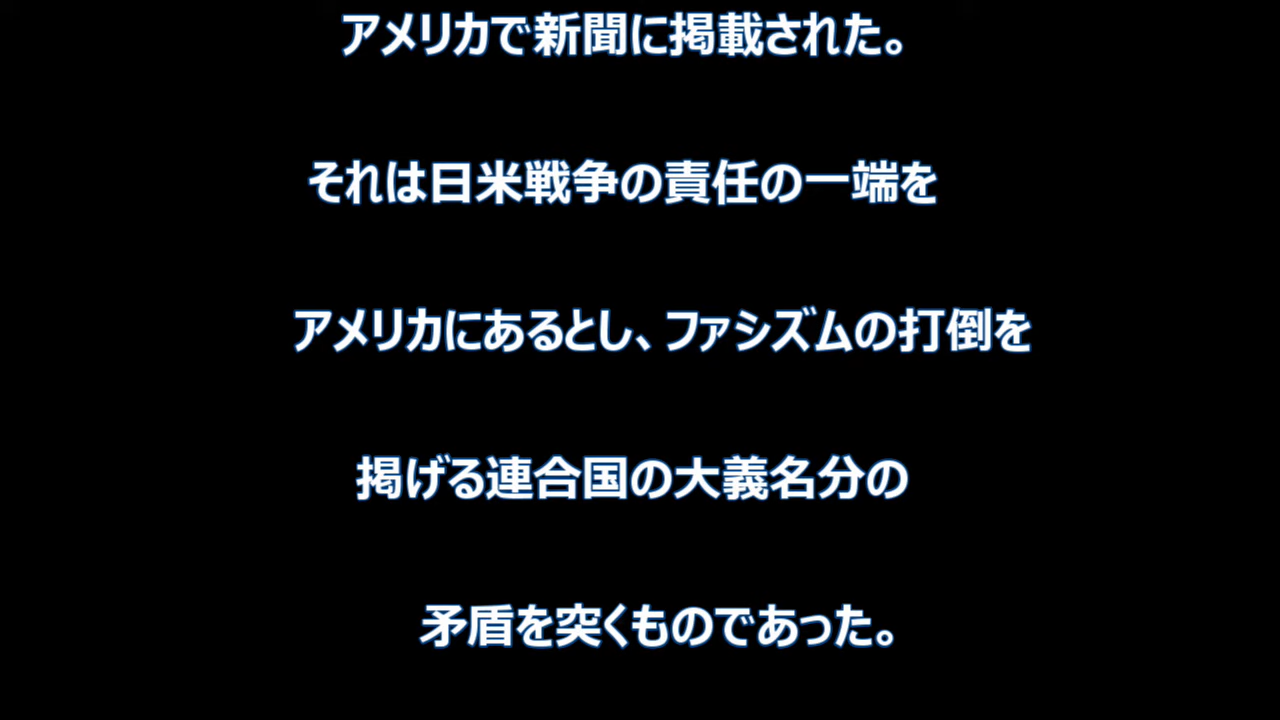 アメリカで新聞に掲載された。
それは日米戦争の責任の一端を
アメリカにあるとし、ファシズムの打倒を
掲げる連合国の大義名分の
矛盾を突くものであった。